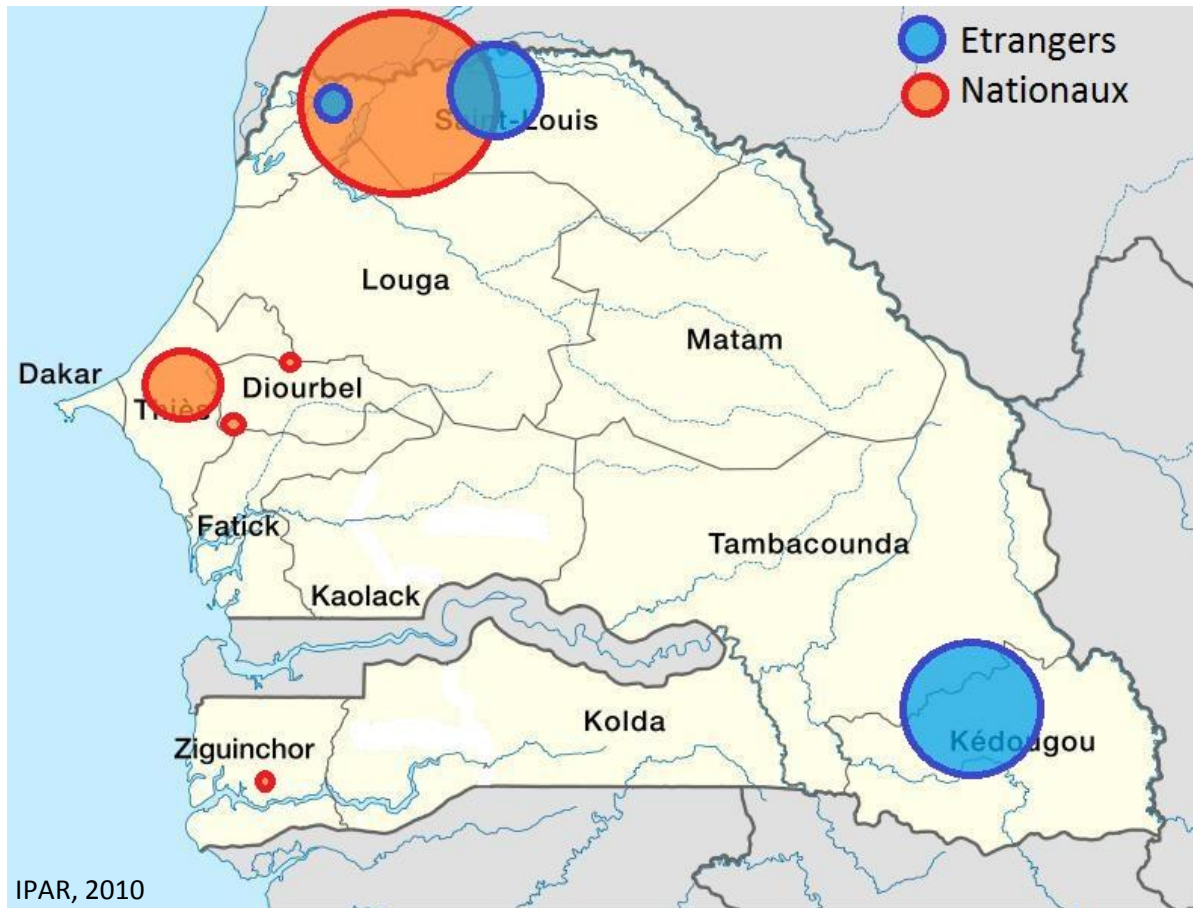 Etrangers
Nationaux
Saint-Louis
Louga
Matam
Dakar
Diourbel
Thiès
Fatick
Tambacounda
Kaolack
Kolda
Kédougou
Ziguinchor
IPAR, 2010